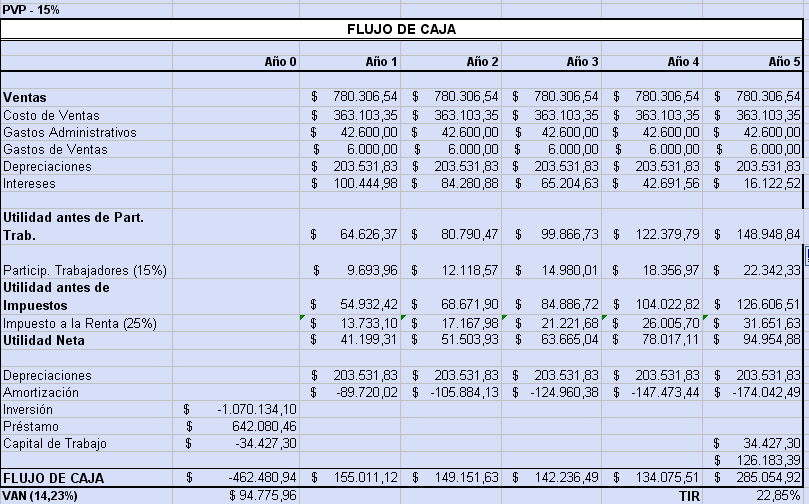 PVP - 15%
FLUJO DE CAJA
Año 0 Año 1 Año 2 Año 3 Año 4 Año 5
Ventas $ 780.306,54 $ 780.306,54 $ 780.306,54 $ 780.306,54 $ 780.306,54
Costo de Ventas $ 363.103,35 $ 363.103,35 $ 363.103,35 $ 363.103,35 $ 363.103,35
Gastos Administrativos $ 42.600,00 $ 42.600,00 $ 42.600,00 $ 42.600,00 $ 42.600,00
Gastos de Ventas $ 6.000,00 $ 6.000,00 $ 6.000,00 $ 6.000,00 $ 6.000,00
Depreciaciones $ 203.531,83 $ 203.531,83 $ 203.531,83 $ 203.531,83 $ 203.531,83
Intereses $ 100.444,98 $ 84.280,88 $ 65.204,63 $ 42.691,56 $ 16.122,52
Utilidad antes de Part.
Trab. $ 64.626,37 $ 80.790,47 $ 99.866,73 $ 122.379,79 $ 148.948,84
Particip. Trabajadores (15%) $ 9.693,96 $ 12.118,57 $ 14.980,01 $ 18.356,97 $ 22.342,33
Utilidad antes de
Impuestos $ 54.932,42 $ 68.671,90 $ 84.886,72 $ 104.022,82 $ 126.606,51
Impuesto a la Renta (25%) $ 13.733,10 $ 17.167,98 $ 21.221,68 $ 26.005,70 $ 31.651,63
Utilidad Neta $ 41.199,31 $ 51.503,93 $ 63.665,04 $ 78.017,11 $ 94.954,88
Depreciaciones $ 203.531,83 $ 203.531,83 $ 203.531,83 $ 203.531,83 $ 203.531,83
Amortización $ -89.720,02 $ -105.884,13 $ -124.960,38 $ -147.473,44 $ -174.042,49
Inversión $ -1.070.134,10
Préstamo $ 642.080,46
Capital de Trabajo $ -34.427,30 $ 34.427,30
$ 126.183,39
FLUJO DE CAJA $ -462.480,94 $ 155.011,12 $ 149.151,63 $ 142.236,49 $ 134.075,51 $ 285.054,92
VAN (14,23%) $ 94.775,96 TIR 22,85%